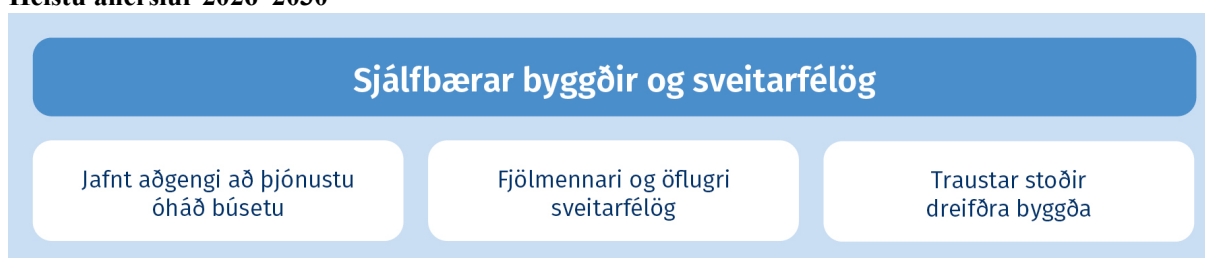 Sjálfbærar byggðir og sveitarfélög
Jafnt aðgengi að þjónustu
óháð búsetu
Fjölmennari og öflugri
sveitarfélög
Traustar stoðir
dreifðra byggða